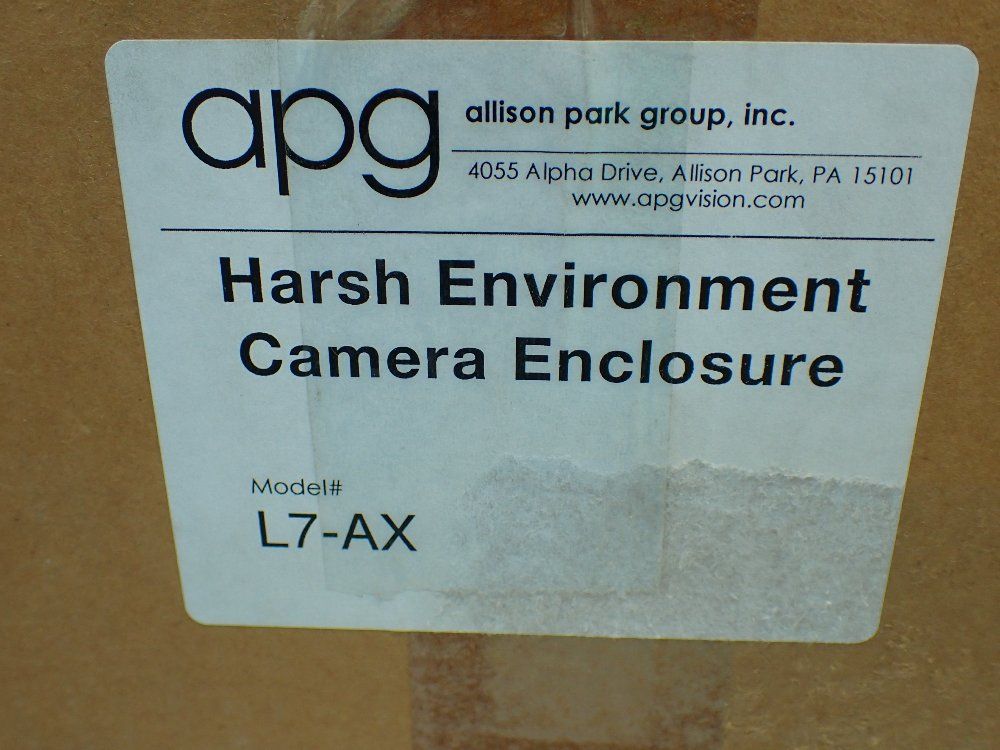 apg
allison park group, inc.
4055 Alpha Drive, Allison Park, PA 15101
www.apgvision.com
Harsh Environment
Camera Enclosure
Model#
L7-AX